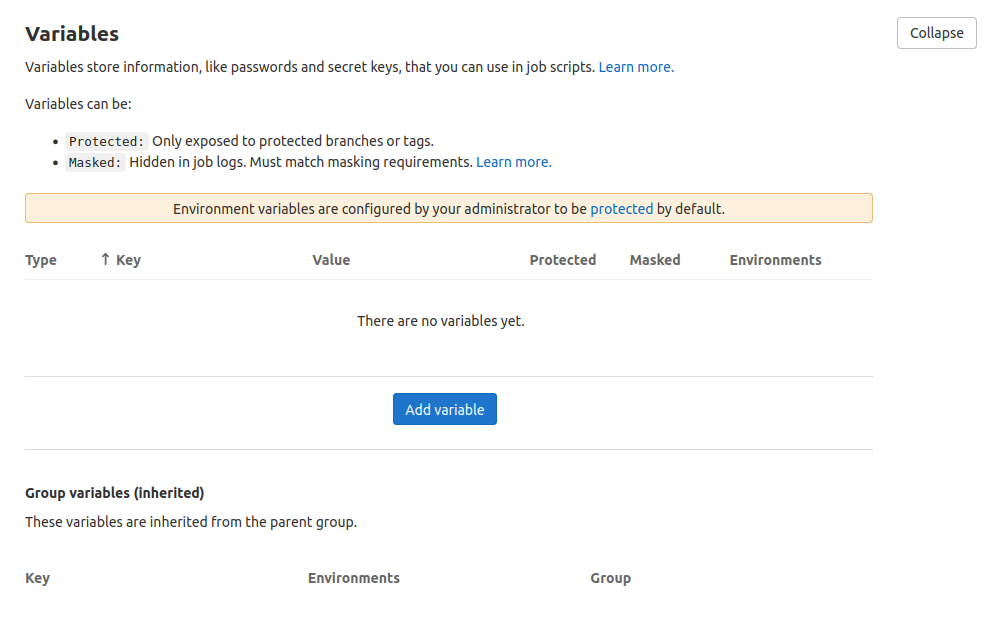 Variables
Collapse
Variables store information, like passwords and secret keys, that you can use in job scripts. Learn more.
Variables can be:
• Protected: Only exposed to protected branches or tags.
• Masked: Hidden in job logs. Must match masking requirements. Learn more.
Environment variables are configured by your administrator to be protected by default.
Type ↑ Key Value Protected Masked Environments
There are no variables yet.
Add variable
Group variables (inherited)
These variables are inherited from the parent group.
Key Environments Group